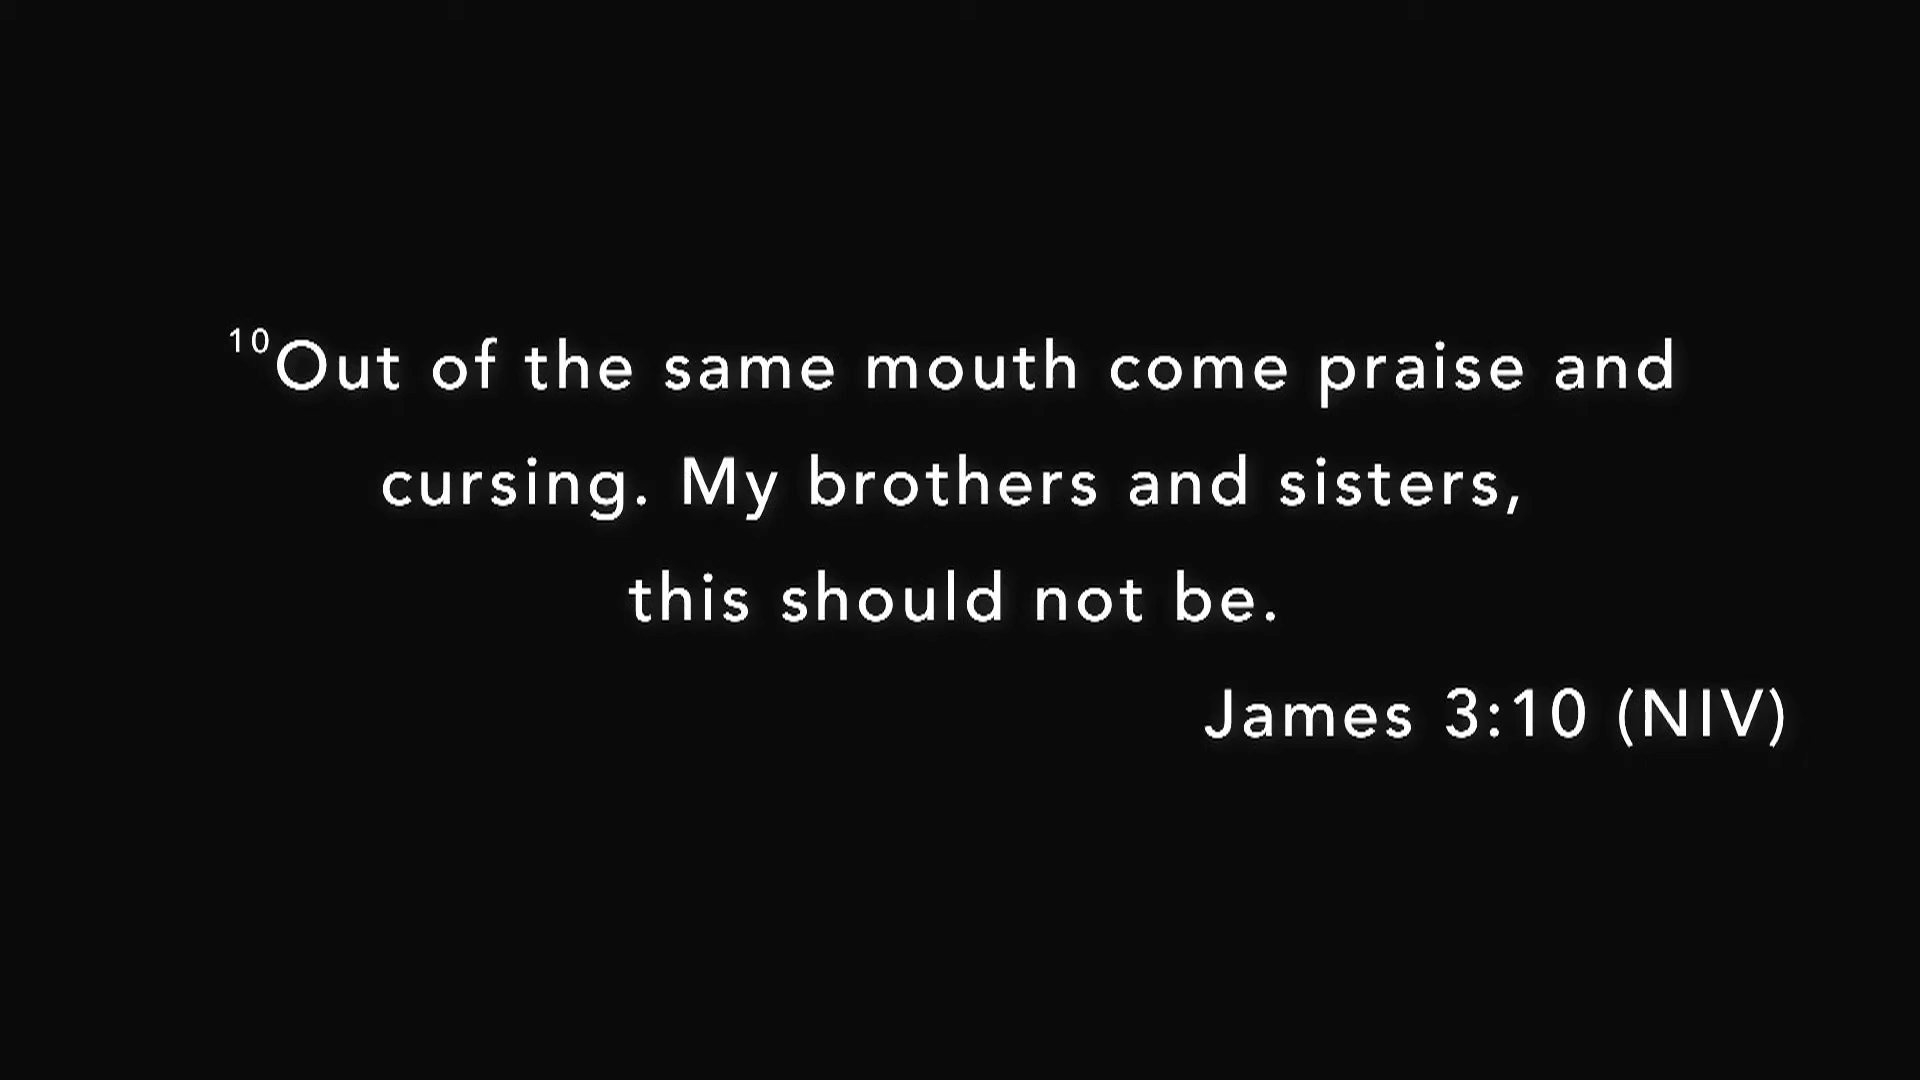 ¹⁰Out of the same mouth come praise and
cursing. My brothers and sisters,
this should not be.
James 3:10 (NIV)